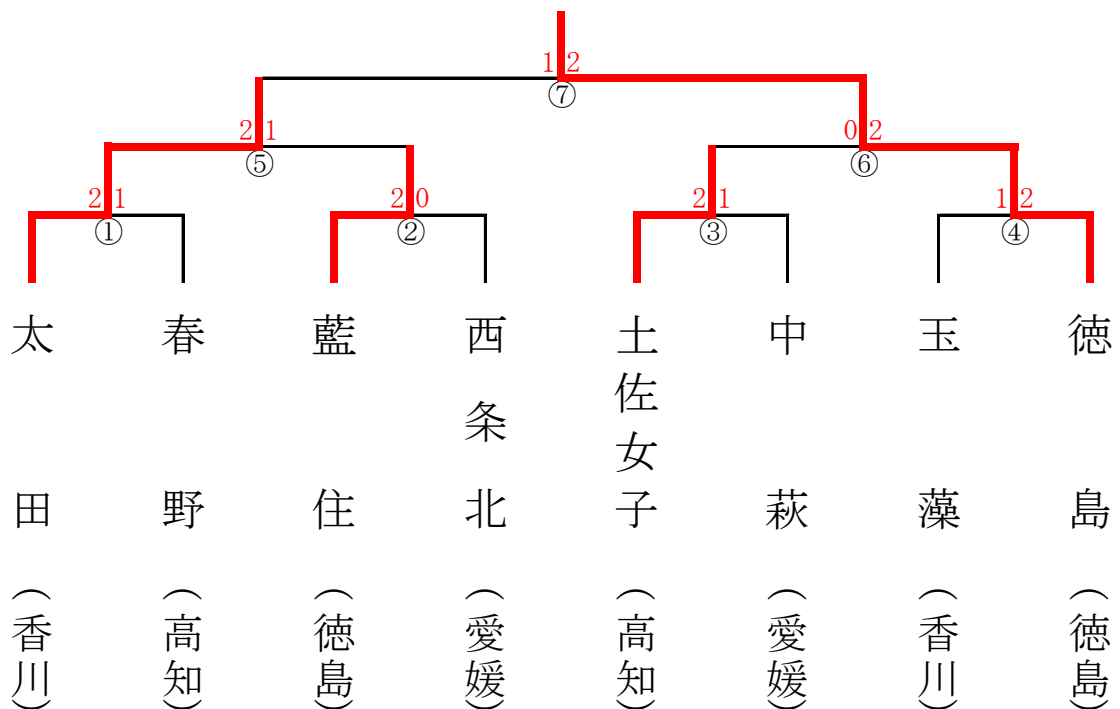 1 2
⑦
2 1
⑤
0 2
⑥
2 1
①
2 0
②
2 1
③
1 2
④
太田(香川)
春野(高知)
藍住(徳島)
西条北(愛媛)
土佐女子(高知)
中萩(愛媛)
玉藻(香川)
徳島(徳島)